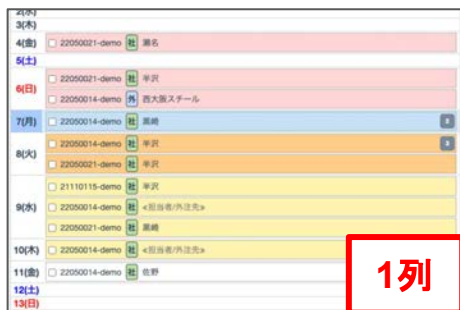 2(水)
3(木)
4(金) 22050021-demo 社 瀬名
5(土)
6(日) 22050021-demo 社 半沢
22050014-demo 外 西大阪スチール
7(月) 22050014-demo 社 黒崎
8(火) 22050014-demo 社 半沢
22050021-demo 社 半沢
9(水) 21110115-demo 社 半沢
22050014-demo 社 <担当者/外注先>
22050021-demo 社 黒崎
10(木) 22050014-demo 社 <担当者/外注先>
11(金) 22050014-demo 社 佐野
12(土)
13(日)
1列